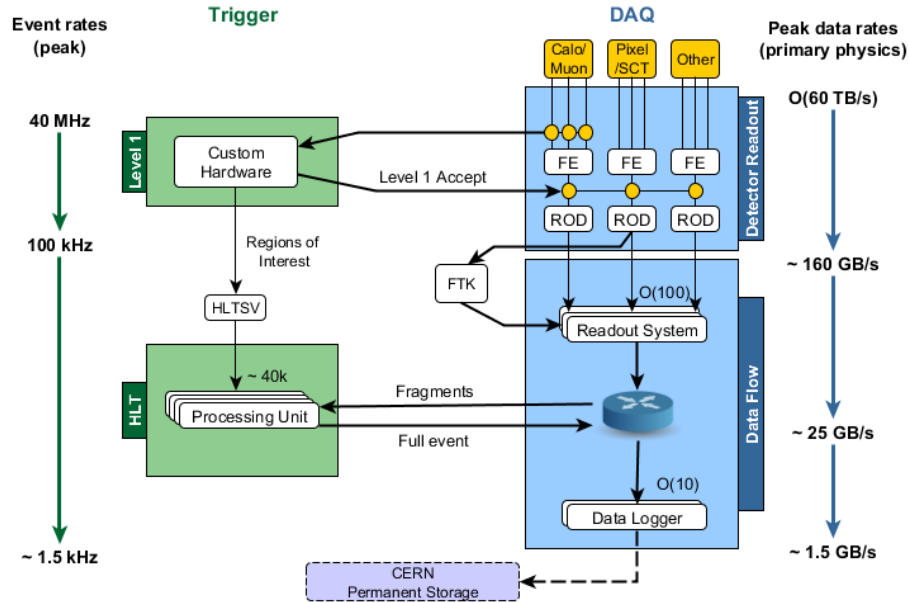 Trigger
DAQ
Event rates
(peak)
Peak data rates
(primary physics)
Calo/
Muon
Pixel
/SCT
Other
40 MHz
O(60 TB/s)
Level 1
Custom
Hardware
FE
FE
FE
Detector Readout
Level 1 Accept
ROD
ROD
ROD
100 kHz
Regions of
Interest
~ 160 GB/s
FTK
HLTSV
O(100)
Readout System
~ 40k
HLT
Processing Unit
Fragments
Full event
Data Flow
~ 25 GB/s
O(10)
Data Logger
~ 1.5 kHz
~ 1.5 GB/s
CERN
Permanent Storage